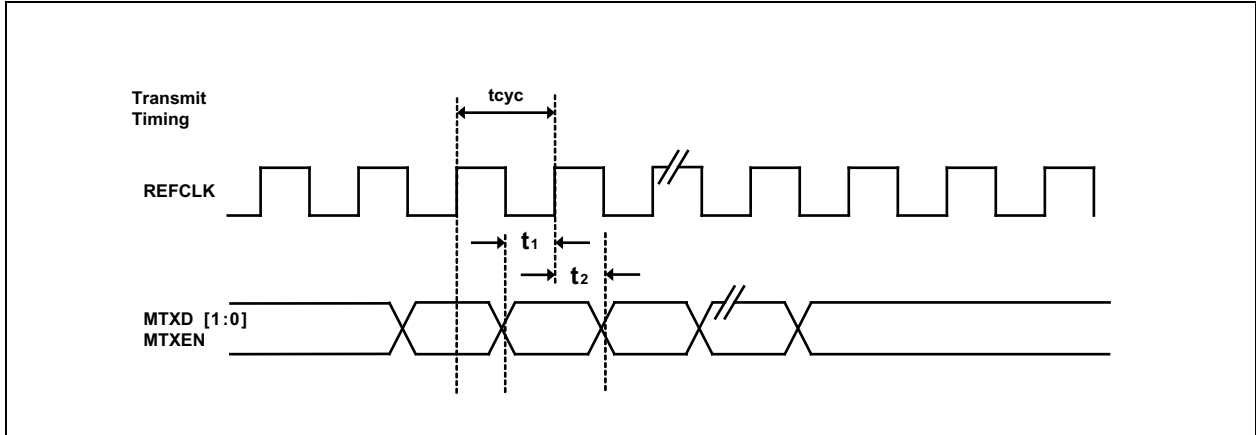 Transmit
Timing
tcyc
REFCLK
t1
t2
MTXD [1:0]
MTXEN